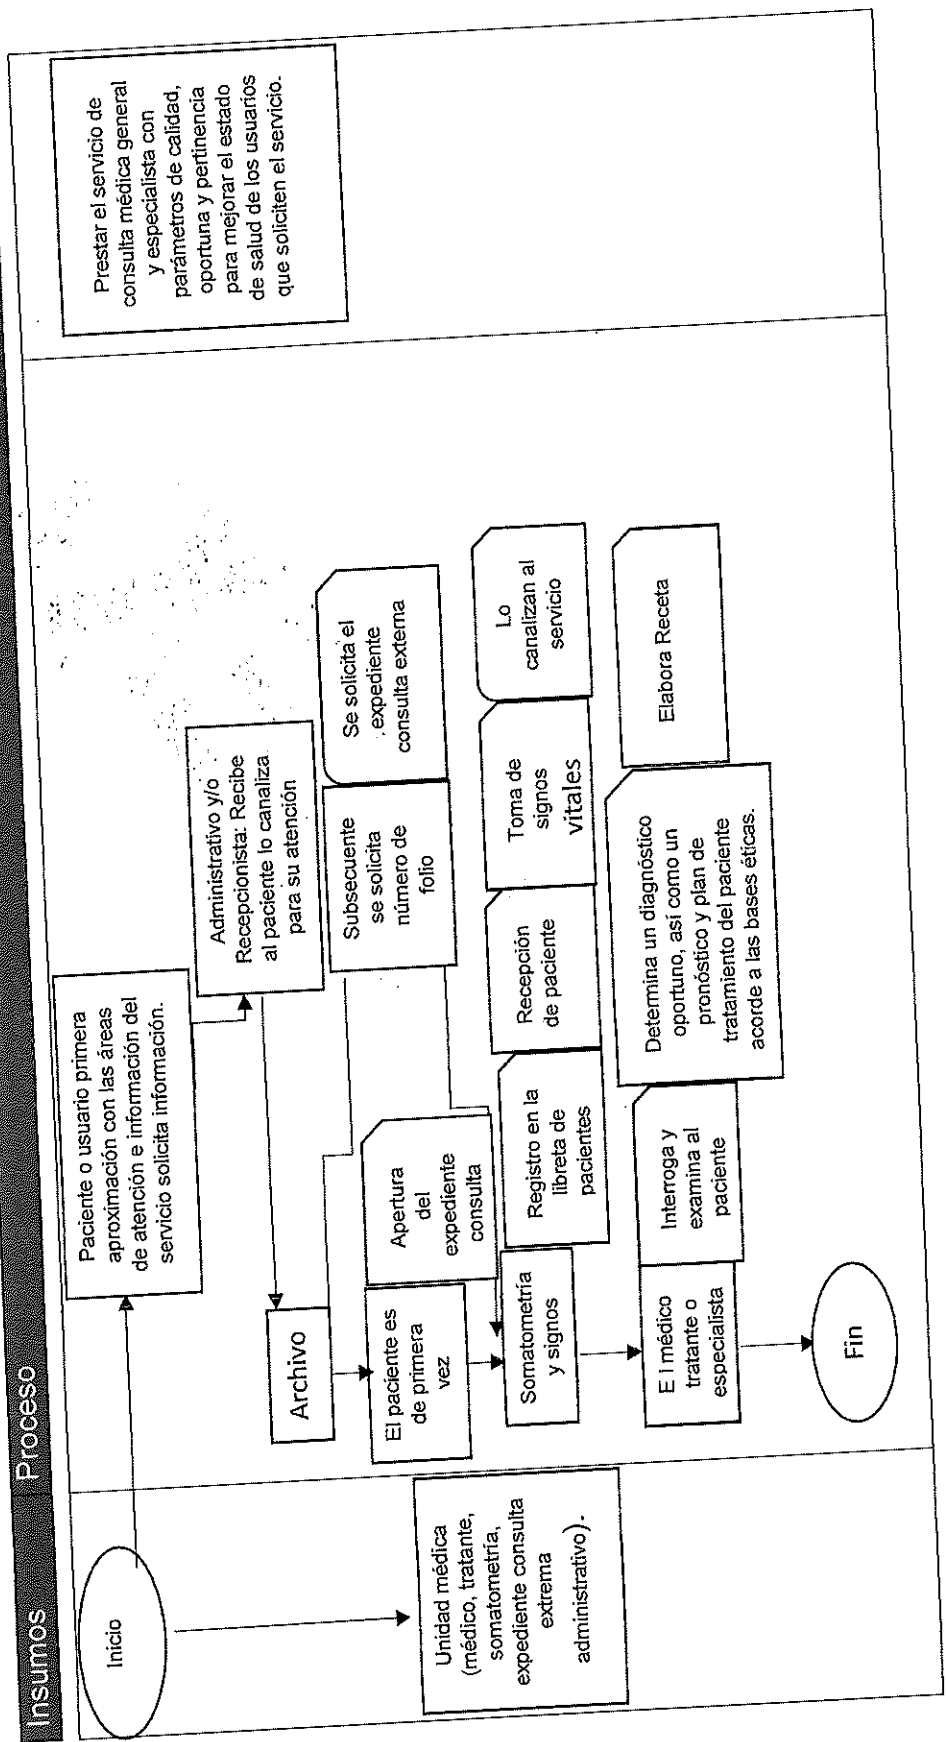 Insumos
Proceso
Inicio
Unidad médica
(médico, tratante,
somatometría,
expediente consulta
extrema
administrativo).
Paciente o usuario primera
aproximación con las áreas
de atención e información del
servicio solicita información.
Administrativo y/o
Recepcionista: Recibe
al paciente lo canaliza
para su atención
Archivo
Subsecuente
se solicita
número de
folio
Se solicita el
expediente
consulta externa
El paciente es
de primera
vez
Apertura
del
expediente
consulta
Somatometría
y signos
Registro en la
libreta de
pacientes
Recepción
de paciente
Toma de
signos
vitales
Lo
canalizan al
servicio
E l médico
tratante o
especialista
Interroga y
examina al
paciente
Determina un diagnóstico
oportuno, así como un
pronóstico y plan de
tratamiento del paciente
acorde a las bases éticas.
Elabora Receta
Fin
Prestar el servicio de
consulta médica general
y especialista con
parámetros de calidad,
oportuna y pertinencia
para mejorar el estado
de salud de los usuarios
que soliciten el servicio.